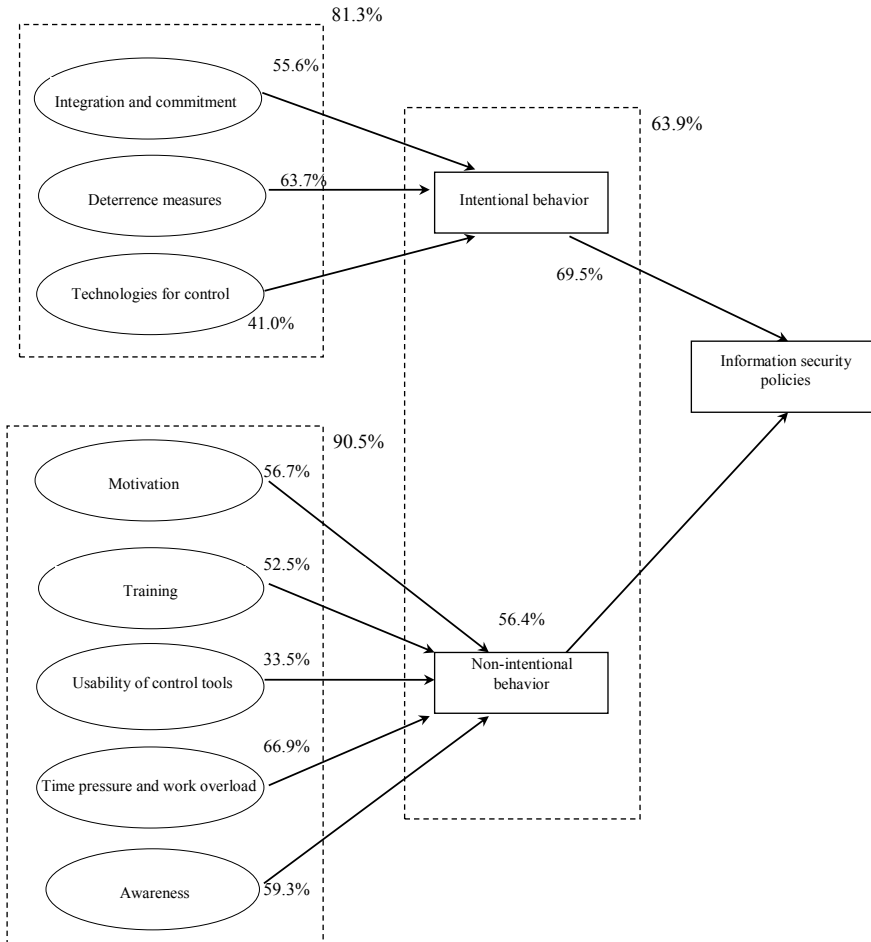 81.3%
55.6%
Integration and commitment
63.9%
63.7%
Deterrence measures
Intentional behavior
69.5%
Technologies for control
41.0%
Information security
policies
90.5%
56.7%
Motivation
52.5%
Training
56.4%
33.5%
Usability of control tools
Non-intentional
behavior
66.9%
Time pressure and work overload
59.3%
Awareness